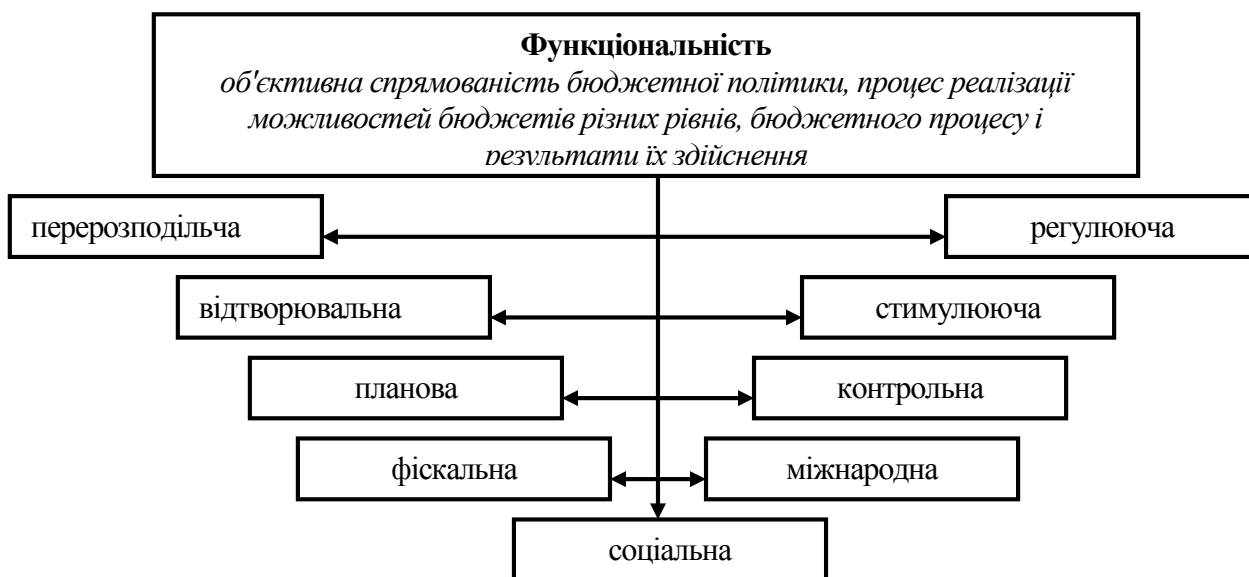 Функціональність
об'єктивна спрямованість бюджетної політики, процес реалізації
можливостей бюджетів різних рівнів, бюджетного процесу і
результати їх здійснення
перерозподільча
регулююча
відтворювальна
стимулююча
планова
контрольна
фіскальна
міжнародна
соціальна